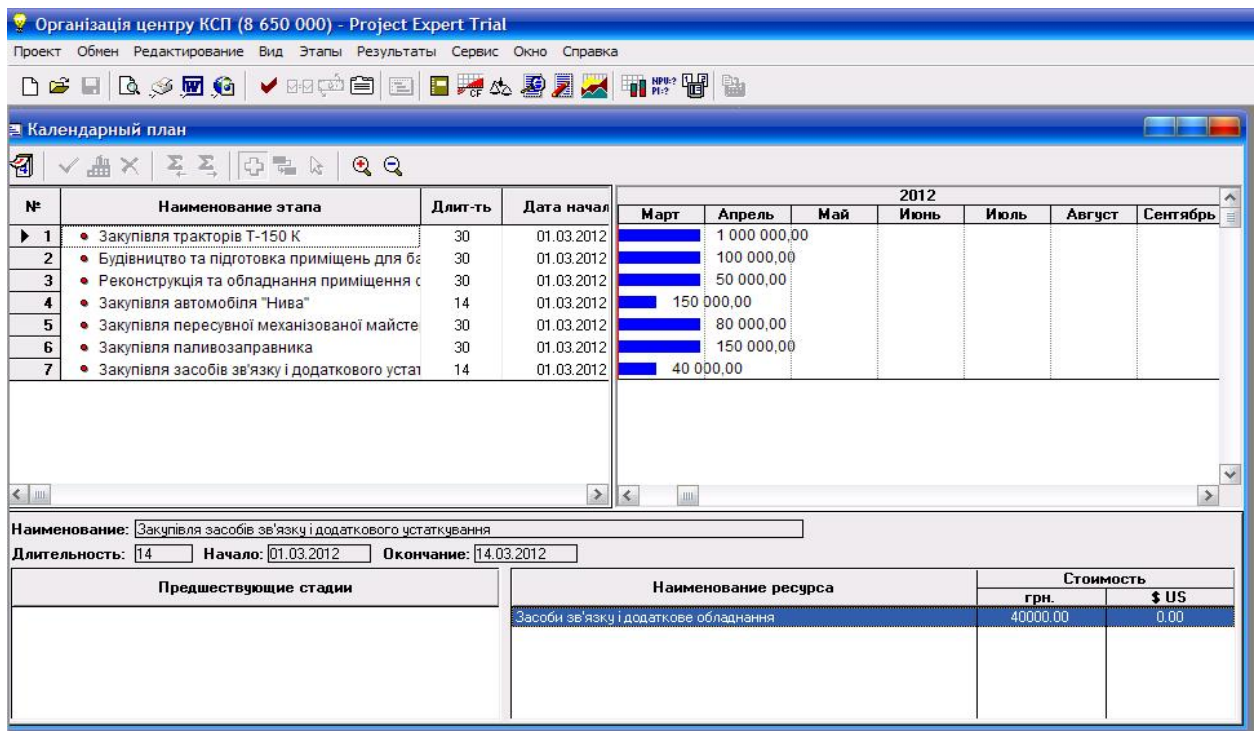 Організація центру КСП (8 650 000) - Project Expert Trial
Проект Обмен Редактирование Вид Этапы Результаты Сервис Окно Справка
Календарный план
№ Наименование этапа Длит-ть Дата начал
2012
Март Апрель Май Июнь Июль Август Сентябрь
1 Закупівля тракторів Т-150 К 30 01.03.2012 1 000 000,00
2 Будівництво та підготовка приміщень для ба 30 01.03.2012 100 000,00
3 Реконструкція та обладнання приміщення с 30 01.03.2012 50 000,00
4 Закупівля автомобіля "Нива" 14 01.03.2012 150 000,00
5 Закупівля пересувної механізованої майсте 30 01.03.2012 80 000,00
6 Закупівля паливозаправника 30 01.03.2012 150 000,00
7 Закупівля засобів зв'язку і додаткового устат 14 01.03.2012 40 000,00
Наименование: Закупівля засобів зв'язку і додаткового устаткування
Длительность: 14 Начало: 01.03.2012 Окончание: 14.03.2012
Предшествующие стадии
Наименование ресурса
Стоимость
грн. $ US
Засоби зв'язку і додаткове обладнання 40000.00 0.00